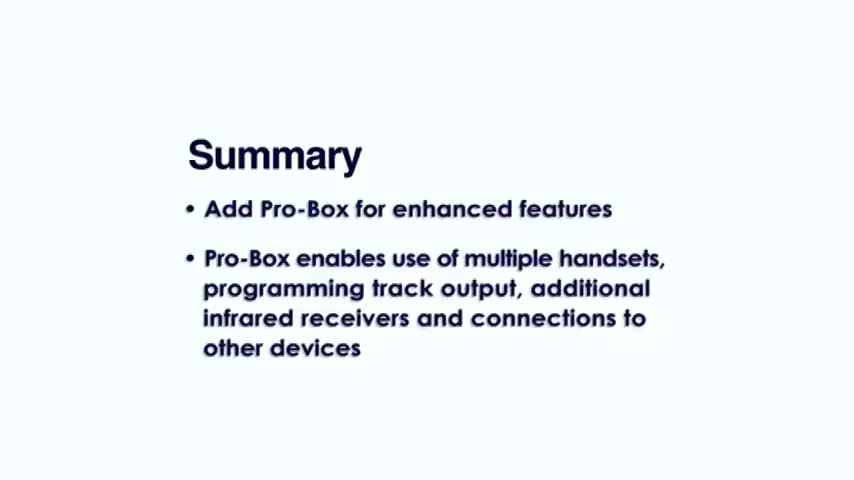 Summary
• Add Pro-Box for enhanced features
• Pro-Box enables use of multiple handsets,
programming track output, additional
infrared receivers and connections to
other devices